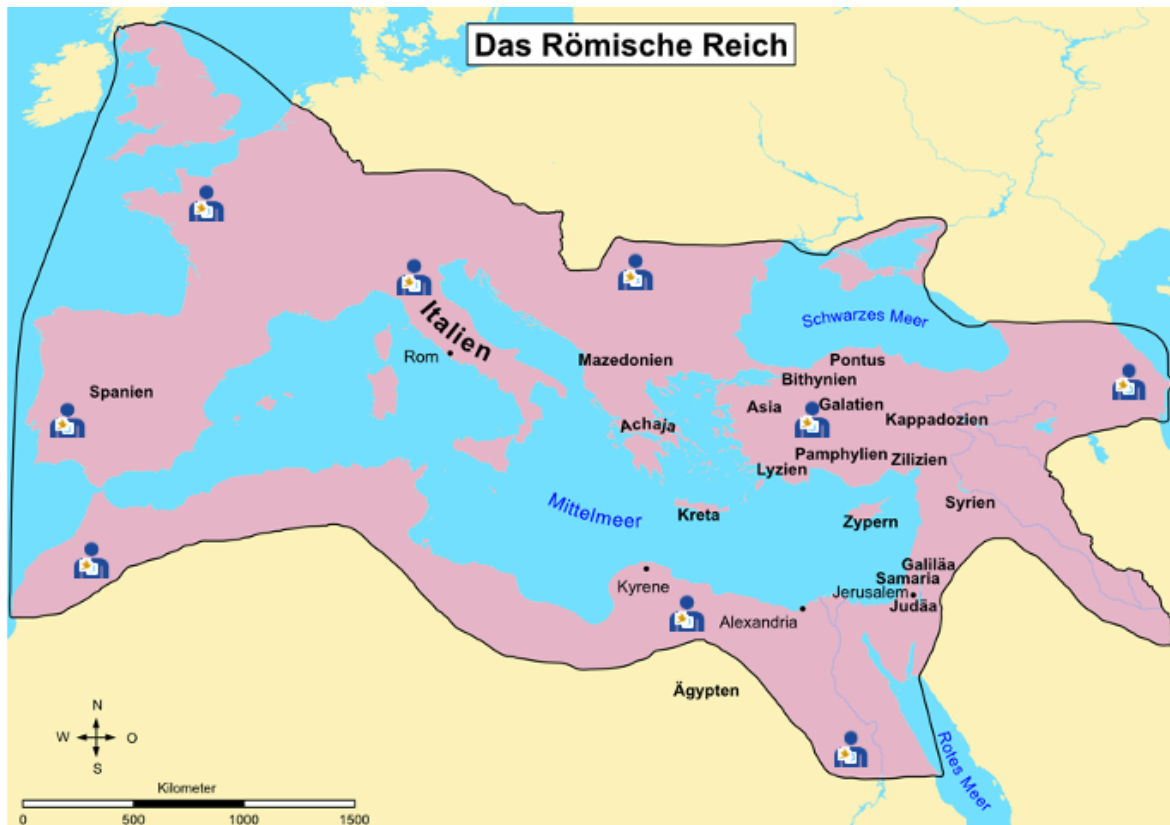 Das Römische Reich
Schwarzes Meer
Italien
Rom
Mazedonien
Pontus
Bithynien
Spanien
Asia
Galatien
Kappadozien
Achaja
Pamphylien
Zilizien
Lyzien
Mittelmeer
Kreta
Zypern
Syrien
Galiläa
Samaria
Kyrene
Jerusalem
Judäa
Alexandria
Ägypten
Rotes Meer
N
W O
S
Kilometer
0 500 1000 1500